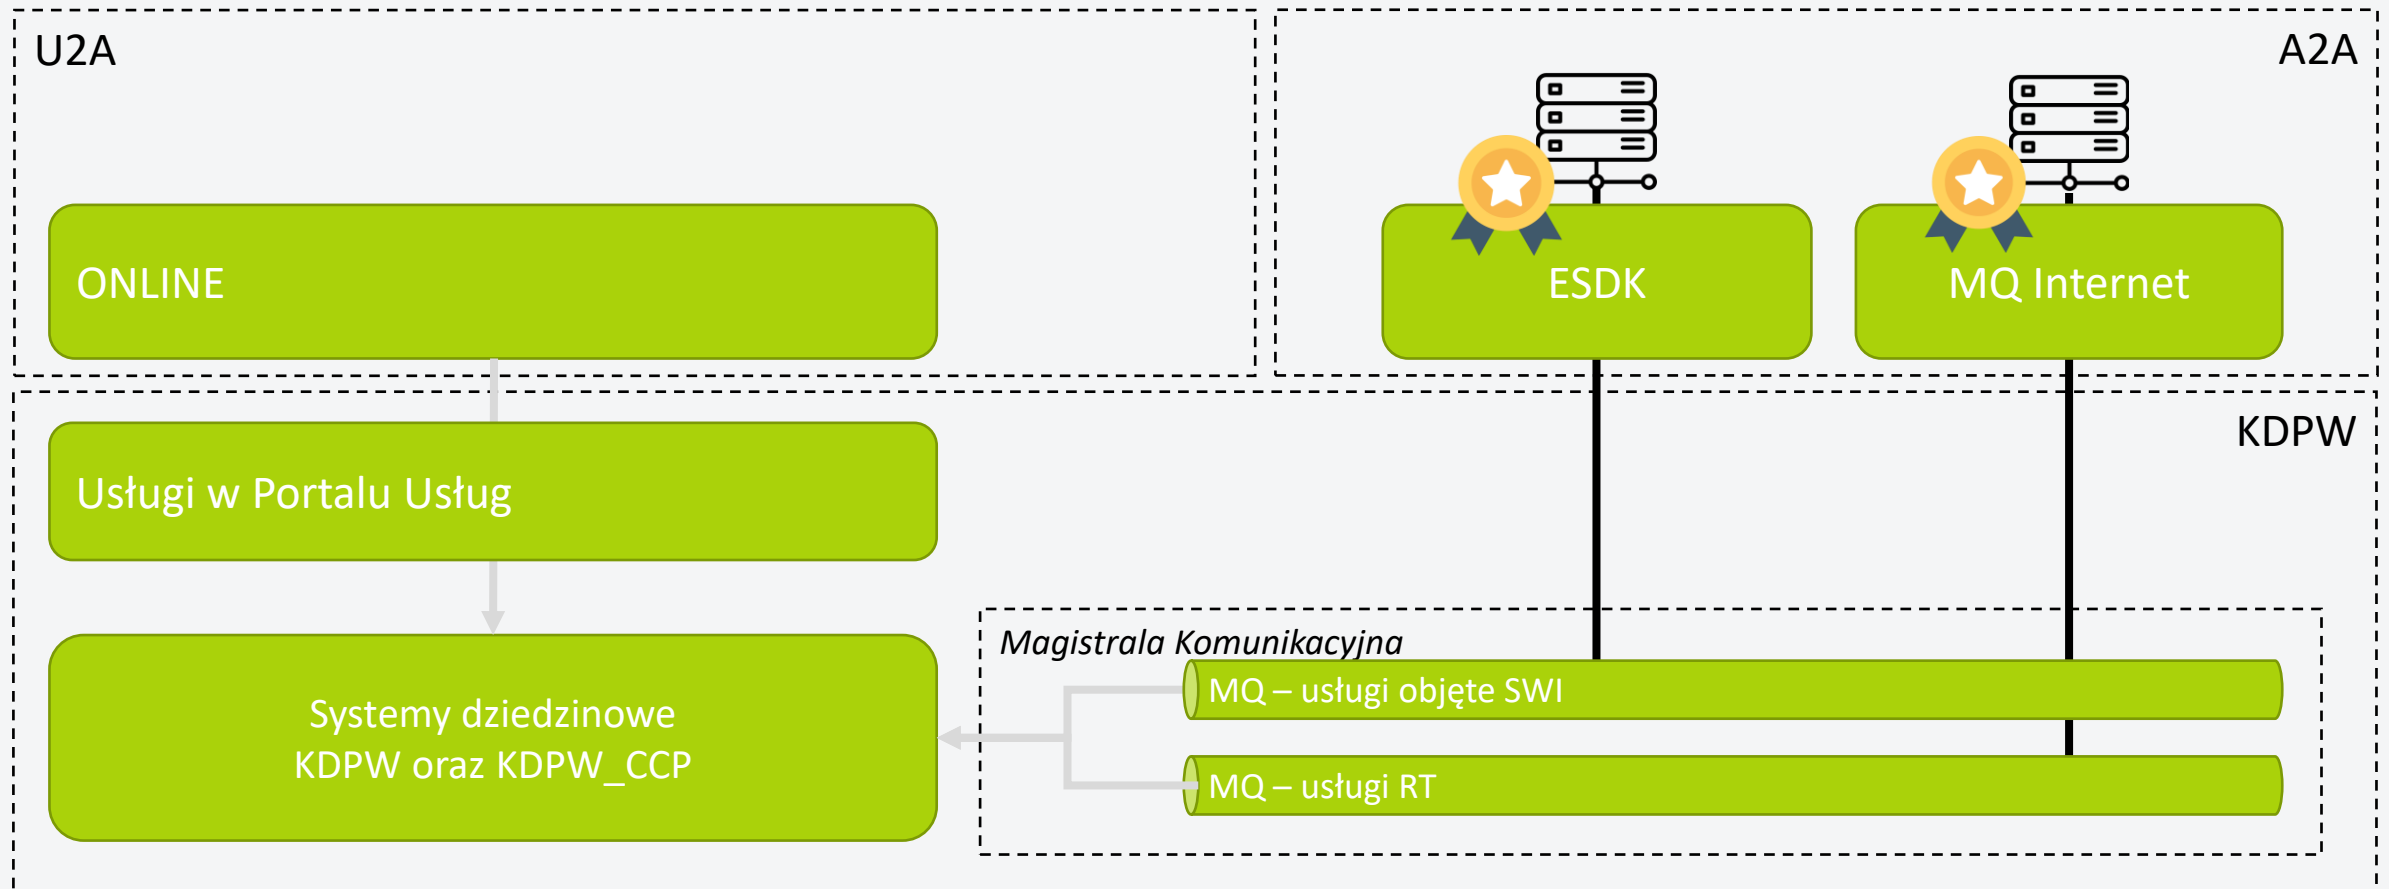 U2A
A2A
ONLINE
ESDK
MQ Internet
KDPW
Usługi w Portalu Usług
Magistrala Komunikacyjna
MQ – usługi objęte SWI
Systemy dziedzinowe
KDPW oraz KDPW_CCP
MQ – usługi RT